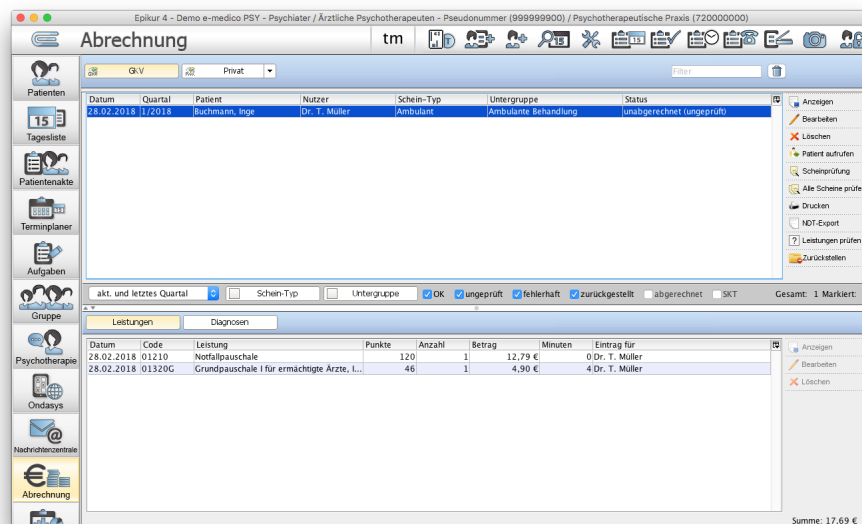 Epikur 4 - Demo e-medico PSY - Psychiater / Ärztliche Psychotherapeuten - Pseudonummer (999999900) / Psychotherapeutische Praxis (720000000)
Abrechnung
tm
Patienten
Tagesliste
Patientenakte
Terminplaner
Aufgaben
Gruppe
Psychotherapie
Ondasys
Nachrichtenzentrale
Abrechnung
GKV Privat Filter
Datum Quartal Patient Nutzer Schein-Typ Untergruppe Status
28.02.2018 1/2018 Buchmann, Inge Dr. T. Müller Ambulant Ambulante Behandlung unabgerechnet (ungeprüft)
Anzeigen
Bearbeiten
Löschen
Patient aufrufen
Scheinprüfung
Alle Scheine prüfe
Drucken
NDT-Export
Leistungen prüfen
Zurückstellen
akt. und letztes Quartal Schein-Typ Untergruppe OK ungeprüft fehlerhaft zurückgestellt abgerechnet SKT Gesamt: 1 Markiert:
Leistungen Diagnosen
Datum Code Leistung Punkte Anzahl Betrag Minuten Eintrag für
28.02.2018 01210 Notfallpauschale 120 1 12,79 € 0 Dr. T. Müller
28.02.2018 01320G Grundpauschale I für ermächtigte Ärzte, I... 46 1 4,90 € 4 Dr. T. Müller
Anzeigen
Bearbeiten
Löschen
Summe: 17,69 €